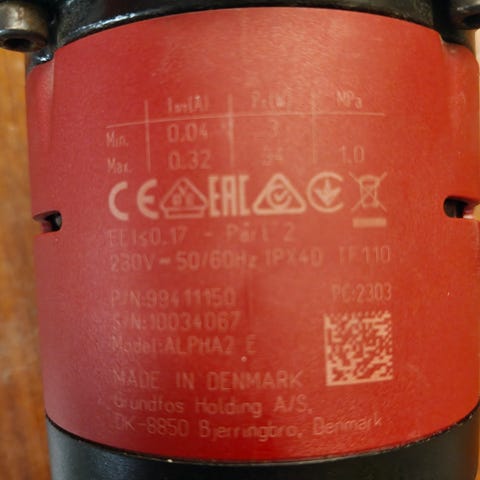 I₁/₁(A) P₁(W) MPa
Min. 0.04 3
Max. 0.32 34 1.0
CE EAC
EEI≤0.17 - Part 2
230V~50/60Hz IPX4D TF110
P/N:99411150 PC:2303
S/N:10034067
Model:ALPHA2 E
MADE IN DENMARK
Grundfos Holding A/S,
DK-8850 Bjerringbro, Denmark